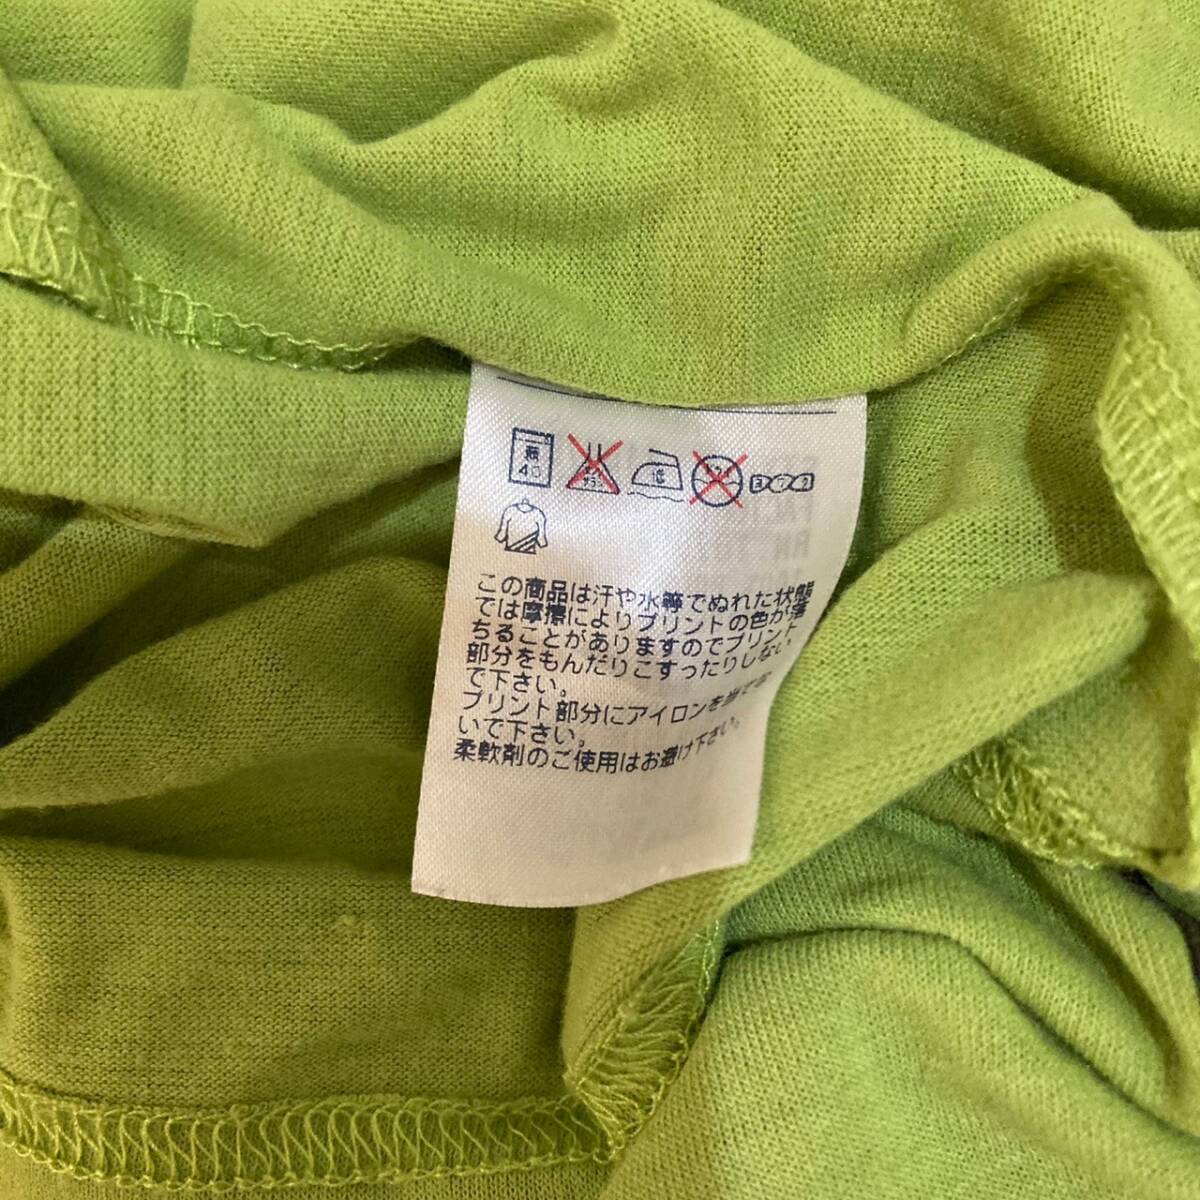 この商品は汗や水等でぬれた状態
では摩擦によりプリントの色が落
ちることがありますのでプリント
部分をもんだりこすったりしない
で下さい。
プリント部分にアイロンを当てな
いで下さい。
柔軟剤のご使用はお避け下さい。